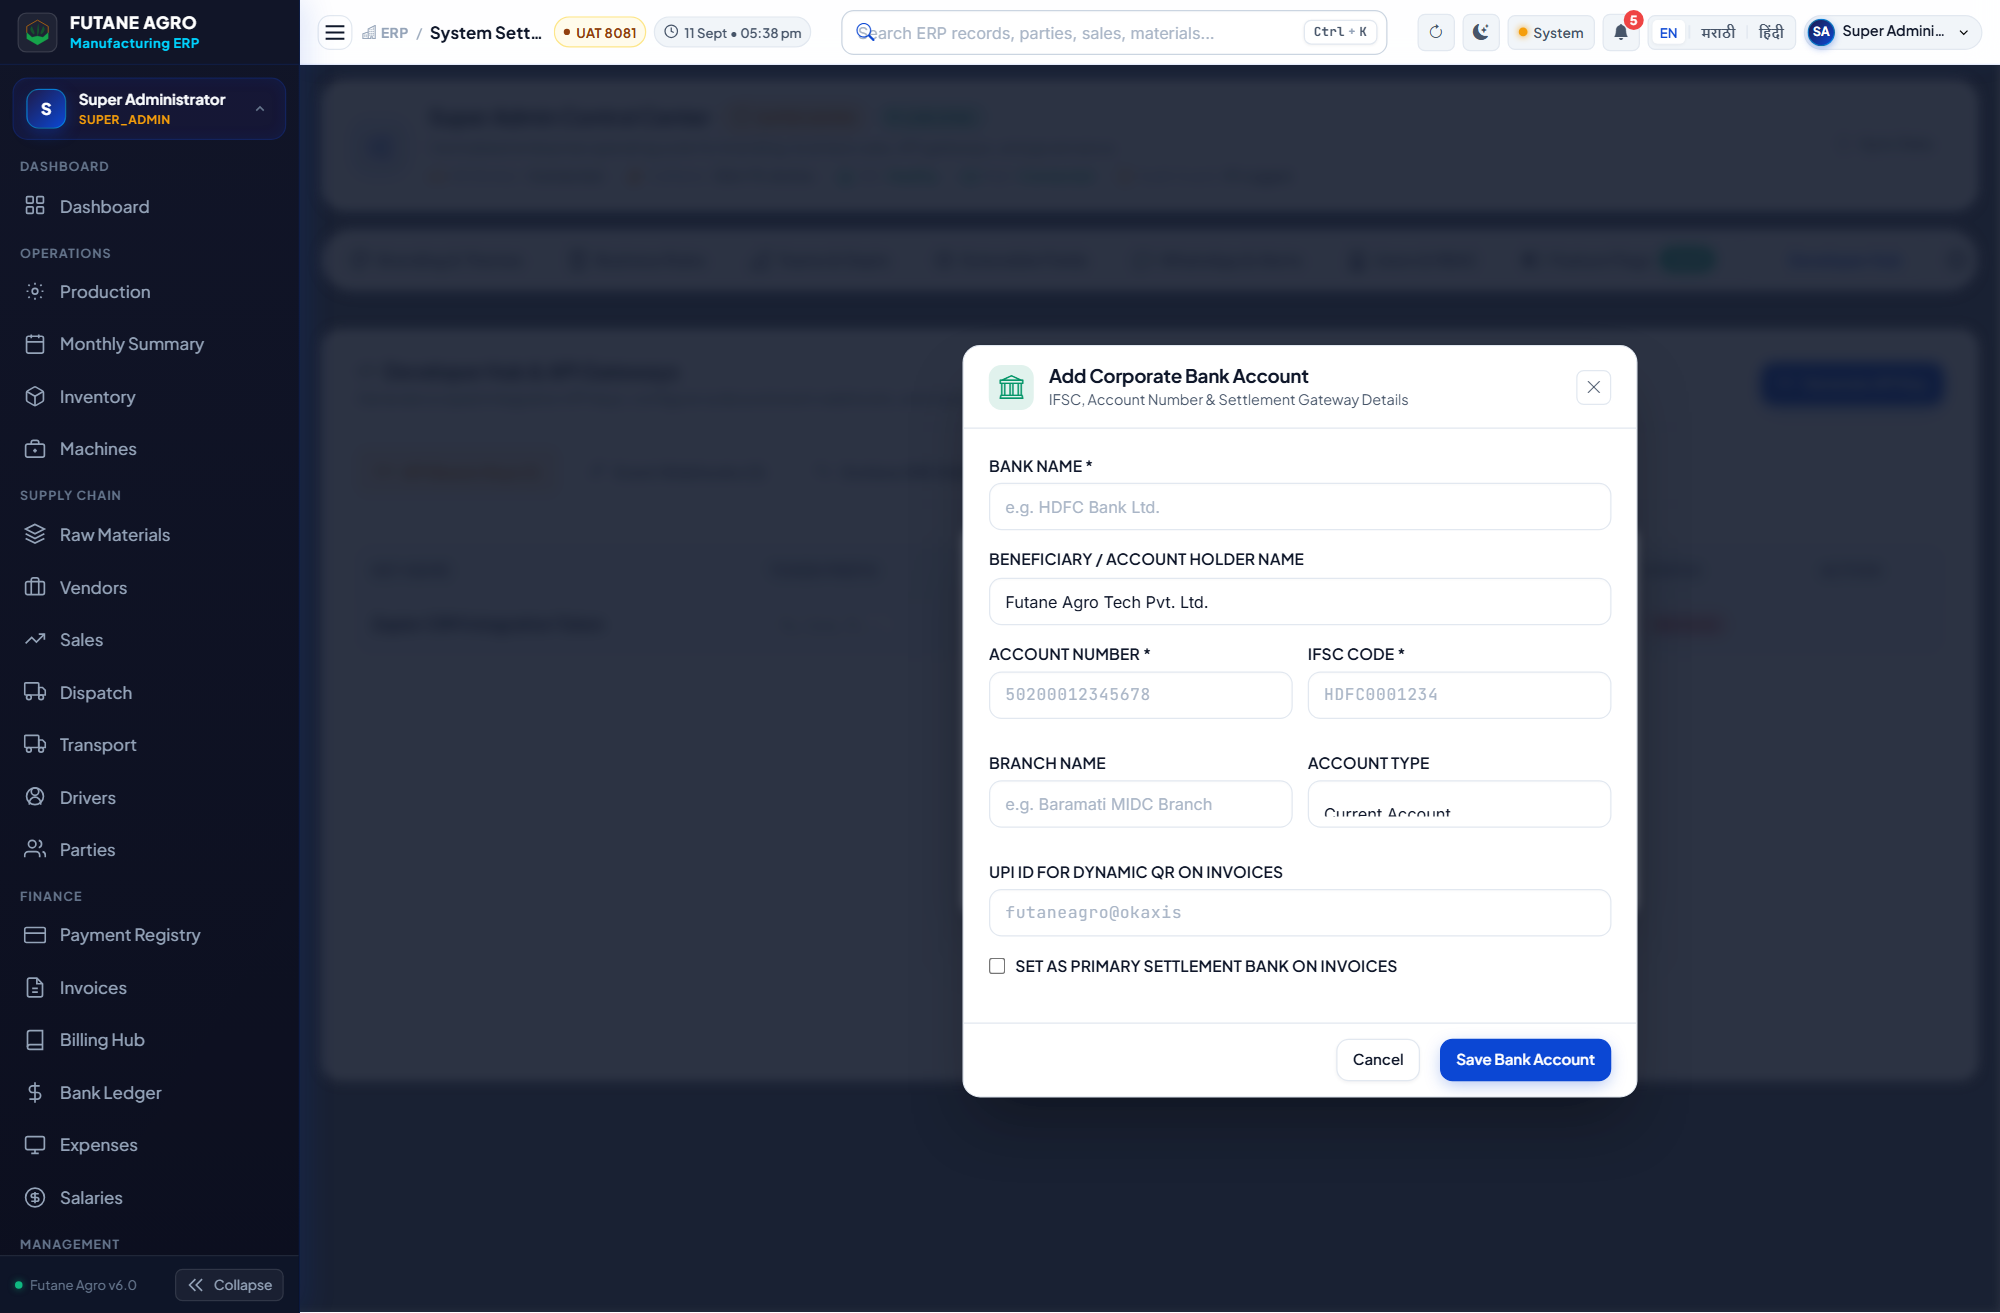 FUTANE AGRO
Manufacturing ERP
S
Super Administrator
SUPER_ADMIN
DASHBOARD
Dashboard
OPERATIONS
Production
Monthly Summary
Inventory
Machines
SUPPLY CHAIN
Raw Materials
Vendors
Sales
Dispatch
Transport
Drivers
Parties
FINANCE
Payment Registry
Invoices
Billing Hub
Bank Ledger
Expenses
Salaries
MANAGEMENT
Futane Agro v6.0
Collapse
ERP / System Sett...
UAT 8081
11 Sept • 05:38 pm
Search ERP records, parties, sales, materials...
Ctrl + K
System
5
EN
मराठी
हिंदी
SA
Super Admini...
Add Corporate Bank Account
IFSC, Account Number & Settlement Gateway Details
BANK NAME *
e.g. HDFC Bank Ltd.
BENEFICIARY / ACCOUNT HOLDER NAME
Futane Agro Tech Pvt. Ltd.
ACCOUNT NUMBER *
50200012345678
IFSC CODE *
HDFC0001234
BRANCH NAME
e.g. Baramati MIDC Branch
ACCOUNT TYPE
Current Account
UPI ID FOR DYNAMIC QR ON INVOICES
futaneagro@okaxis
SET AS PRIMARY SETTLEMENT BANK ON INVOICES
Cancel
Save Bank Account